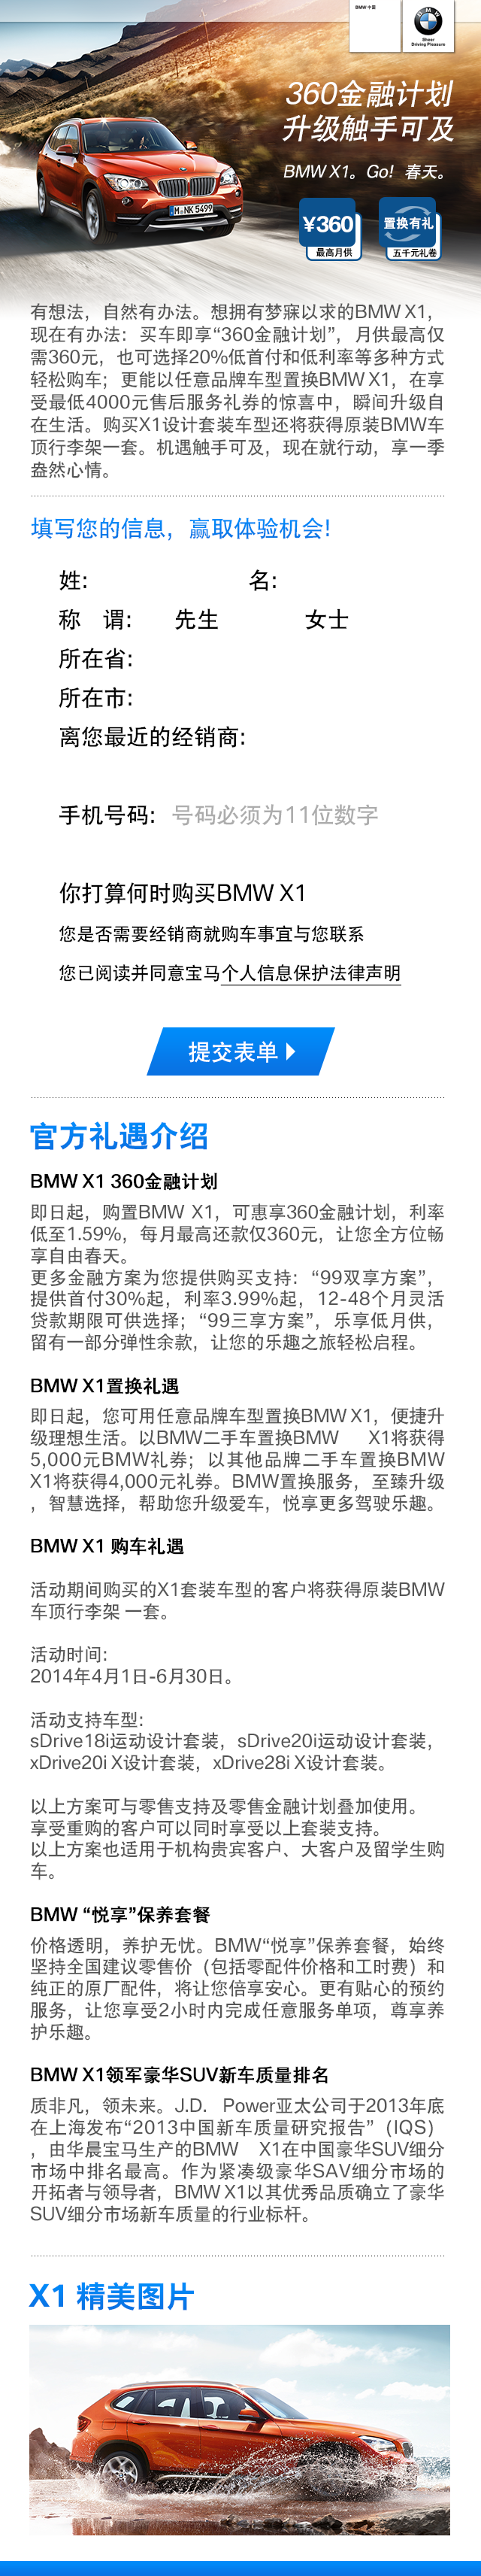 BMW 中国
BMW
Sheer
Driving Pleasure
360金融计划
升级触手可及
BMW X1。Go! 春天。
M NK 5499
¥360
最高月供
置换有礼
五千元礼卷
有想法，自然有办法。想拥有梦寐以求的BMW X1，
现在有办法：买车即享“360金融计划”，月供最高仅
需360元，也可选择20%低首付和低利率等多种方式
轻松购车；更能以任意品牌车型置换BMW X1，在享
受最低4000元售后服务礼券的惊喜中，瞬间升级自
在生活。购买X1设计套装车型还将获得原装BMW车
顶行李架一套。机遇触手可及，现在就行动，享一季
盎然心情。
填写您的信息，赢取体验机会!
姓: 名:
称 谓: 先生 女士
所在省:
所在市:
离您最近的经销商:
手机号码: 号码必须为11位数字
你打算何时购买BMW X1
您是否需要经销商就购车事宜与您联系
您已阅读并同意宝马个人信息保护法律声明
提交表单
官方礼遇介绍
BMW X1 360金融计划
即日起，购置BMW X1，可惠享360金融计划，利率
低至1.59%，每月最高还款仅360元，让您全方位畅
享自由春天。
更多金融方案为您提供购买支持：“99双享方案”，
提供首付30%起，利率3.99%起，12-48个月灵活
贷款期限可供选择；“99三享方案”，乐享低月供，
留有一部分弹性余款，让您的乐趣之旅轻松启程。
BMW X1置换礼遇
即日起，您可用任意品牌车型置换BMW X1，便捷升
级理想生活。以BMW二手车置换BMW X1将获得
5,000元BMW礼券；以其他品牌二手车置换BMW
X1将获得4,000元礼券。BMW置换服务，至臻升级
，智慧选择，帮助您升级爱车，悦享更多驾驶乐趣。
BMW X1 购车礼遇
活动期间购买的X1套装车型的客户将获得原装BMW
车顶行李架 一套。
活动时间:
2014年4月1日-6月30日。
活动支持车型:
sDrive18i运动设计套装，sDrive20i运动设计套装，
xDrive20i X设计套装，xDrive28i X设计套装。
以上方案可与零售支持及零售金融计划叠加使用。
享受重购的客户可以同时享受以上套装支持。
以上方案也适用于机构贵宾客户、大客户及留学生购
车。
BMW “悦享”保养套餐
价格透明，养护无忧。BMW“悦享”保养套餐，始终
坚持全国建议零售价（包括零配件价格和工时费）和
纯正的原厂配件，将让您倍享安心。更有贴心的预约
服务，让您享受2小时内完成任意服务单项，尊享养
护乐趣。
BMW X1领军豪华SUV新车质量排名
质非凡，领未来。J.D. Power亚太公司于2013年底
在上海发布“2013中国新车质量研究报告”（IQS）
，由华晨宝马生产的BMW X1在中国豪华SUV细分
市场中排名最高。作为紧凑级豪华SAV细分市场的
开拓者与领导者，BMW X1以其优秀品质确立了豪华
SUV细分市场新车质量的行业标杆。
X1 精美图片